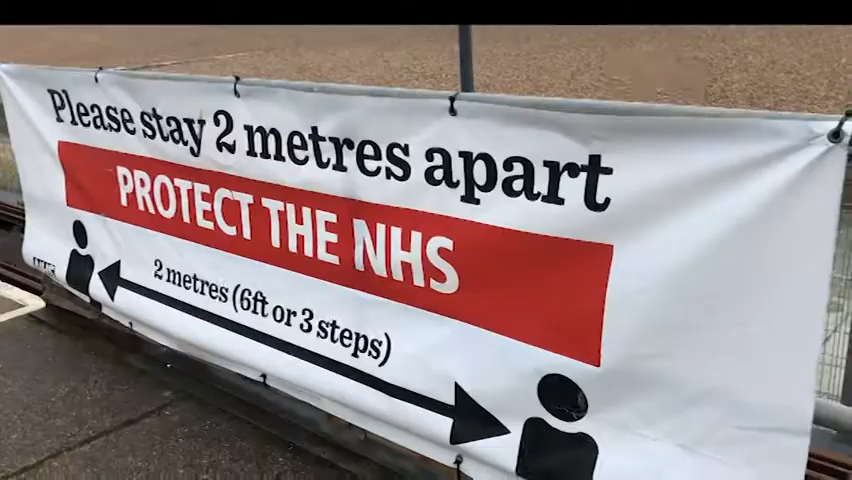 Please stay 2 metres apart
PROTECT THE NHS
2 metres (6ft or 3 steps)